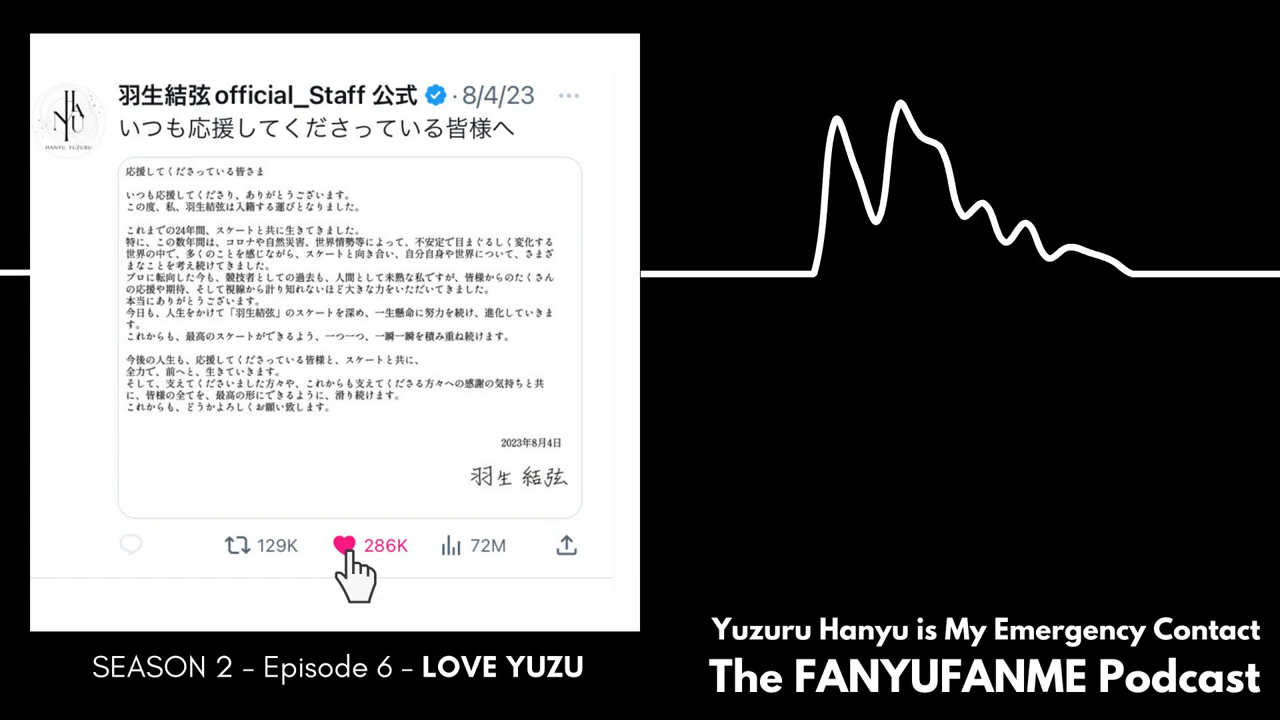 羽生結弦official_Staff 公式 · 8/4/23
いつも応援してくださっている皆様へ
HANYU YUZURU
応援してくださっている皆さま
いつも応援してくださり、ありがとうございます。
この度、私、羽生結弦は入籍する運びとなりました。
これまでの24年間、スケートと共に生きてきました。
特に、この数年間は、コロナや自然災害、世界情勢等によって、不安定で目まぐるしく変化する
世界の中で、多くのことを感じながら、スケートと向き合い、自分自身や世界について、さまざ
まなことを考え続けてきました。
プロに転向した今も、競技者としての過去も、人間として未熟な私ですが、皆様からのたくさん
の応援や期待、そして視線から計り知れないほど大きな力をいただいてきました。
本当にありがとうございます。
今日も、人生をかけて「羽生結弦」のスケートを深め、一生懸命に努力を続け、進化していきま
す。
これからも、最高のスケートができるよう、一つ一つ、一瞬一瞬を積み重ね続けます。
今後の人生も、応援してくださっている皆様と、スケートと共に、
全力で、前へと、生きていきます。
そして、支えてくださいました方々や、これからも支えてくださる方々への感謝の気持ちと共
に、皆様の全てを、最高の形にできるように、滑り続けます。
これからも、どうかよろしくお願い致します。
2023年8月4日
羽生 結弦
129K 286K 72M
SEASON 2 – Episode 6 – LOVE YUZU
Yuzuru Hanyu is My Emergency Contact
The FANYUFANME Podcast